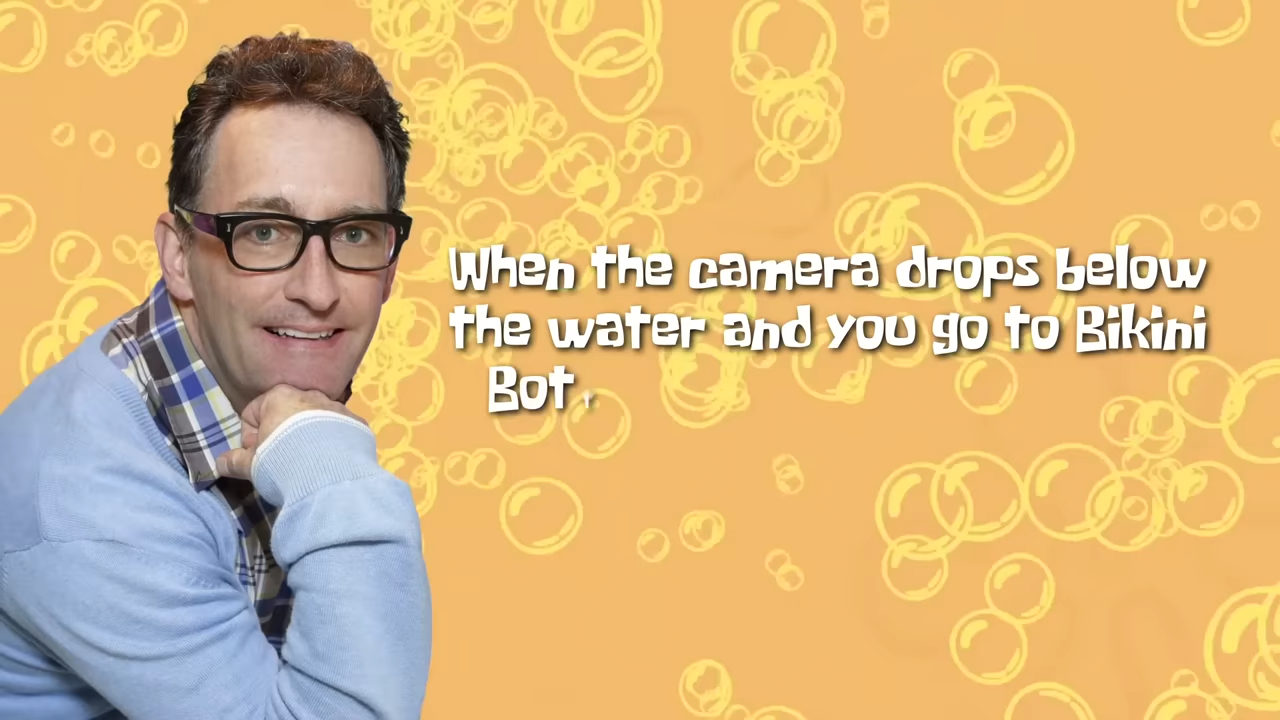 When the camera drops below
the water and you go to Bikini
Bot